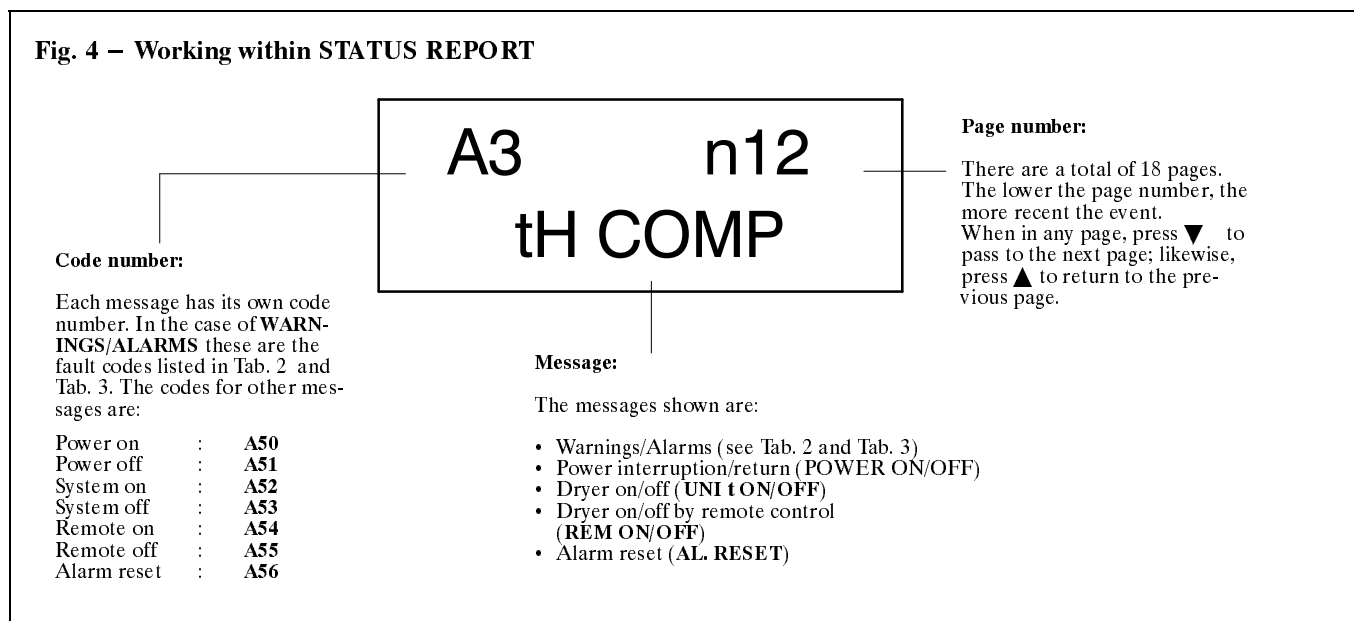 Fig. 4 – Working within STATUS REPORT
A3 n12
tH COMP
Page number:
There are a total of 18 pages.
The lower the page number, the
more recent the event.
When in any page, press ▼ to
pass to the next page; likewise,
press ▲ to return to the pre-
vious page.
Code number:
Each message has its own code
number. In the case of WARN-
INGS/ALARMS these are the
fault codes listed in Tab. 2 and
Tab. 3. The codes for other mes-
sages are:
Power on : A50
Power off : A51
System on : A52
System off : A53
Remote on : A54
Remote off : A55
Alarm reset : A56
Message:
The messages shown are:
• Warnings/Alarms (see Tab. 2 and Tab. 3)
• Power interruption/return (POWER ON/OFF)
• Dryer on/off (UNI t ON/OFF)
• Dryer on/off by remote control
(REM ON/OFF)
• Alarm reset (AL. RESET)